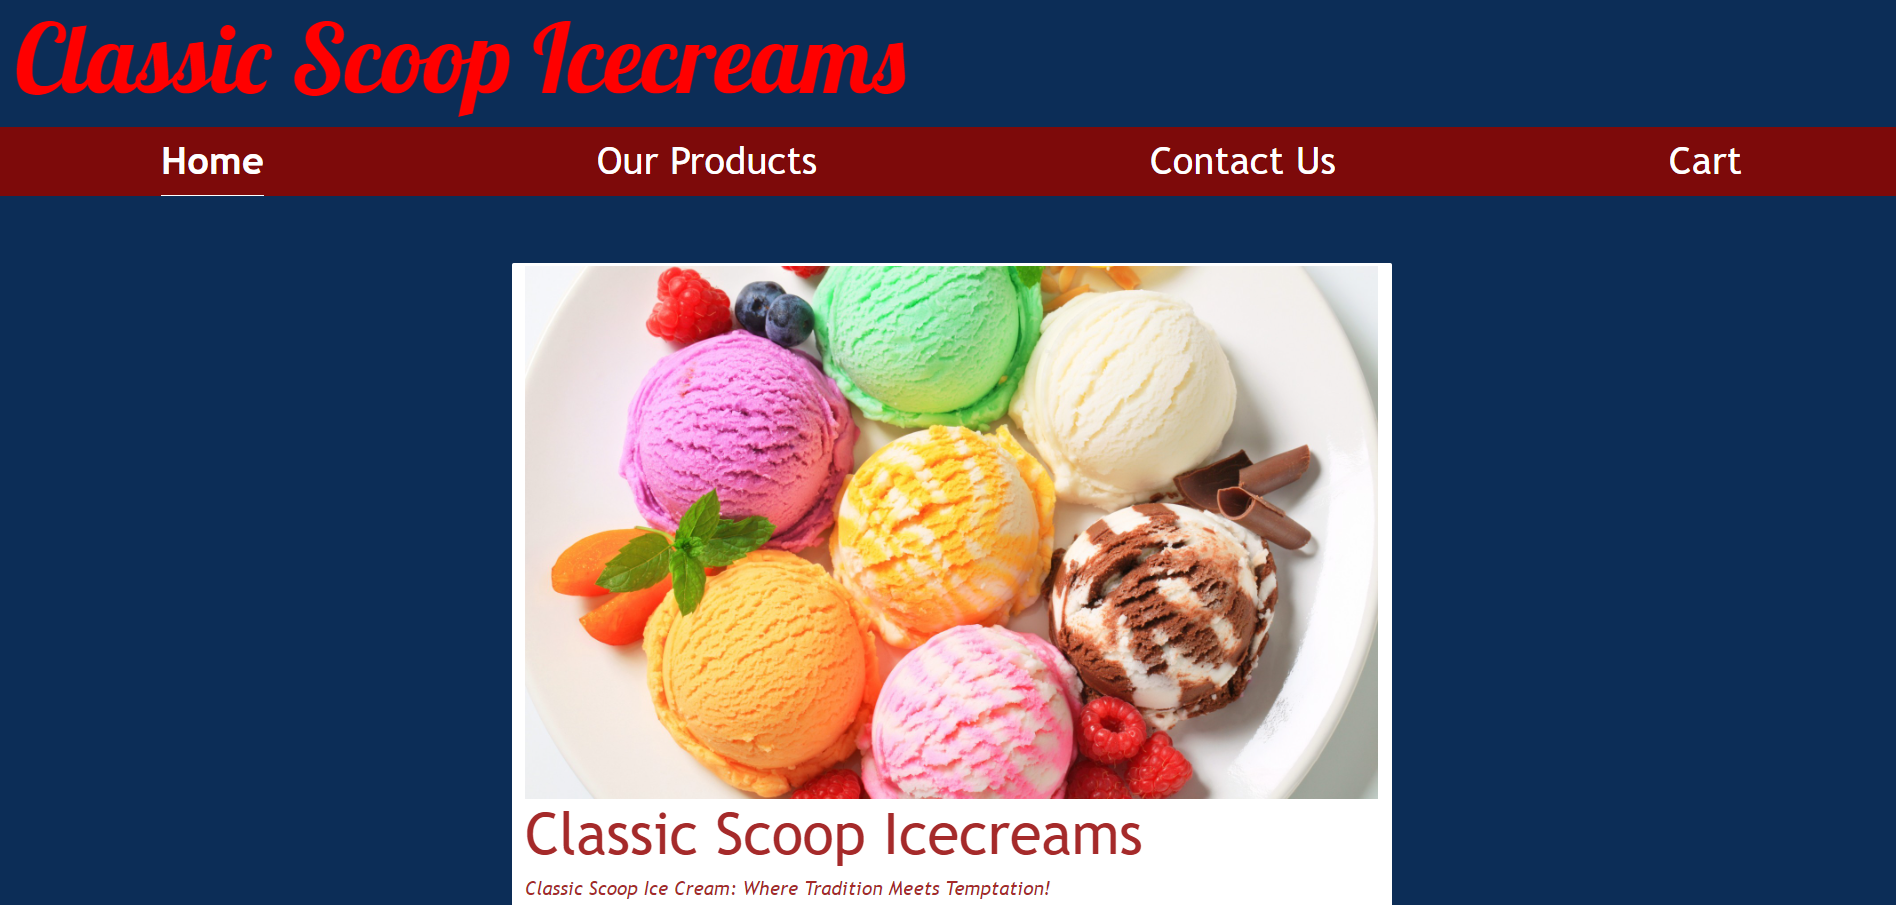 Classic Scoop Icecreams
Home Our Products Contact Us Cart
Classic Scoop Icecreams
Classic Scoop Ice Cream: Where Tradition Meets Temptation!